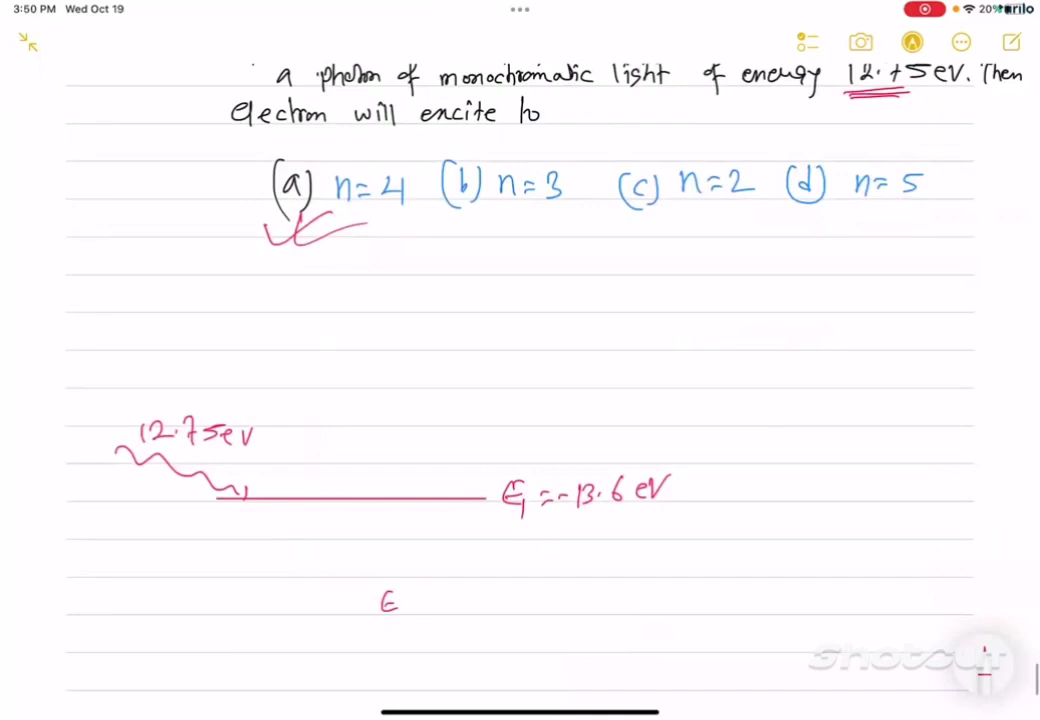 3:50 PM Wed Oct 19
20%
a photon of monochromatic light of energy 12.75ev. Then
electron will excite to
(a) n=4 (b) n=3 (c) n=2 (d) n=5
12.75ev
E1 = -13.6 eV
E
Shotcut